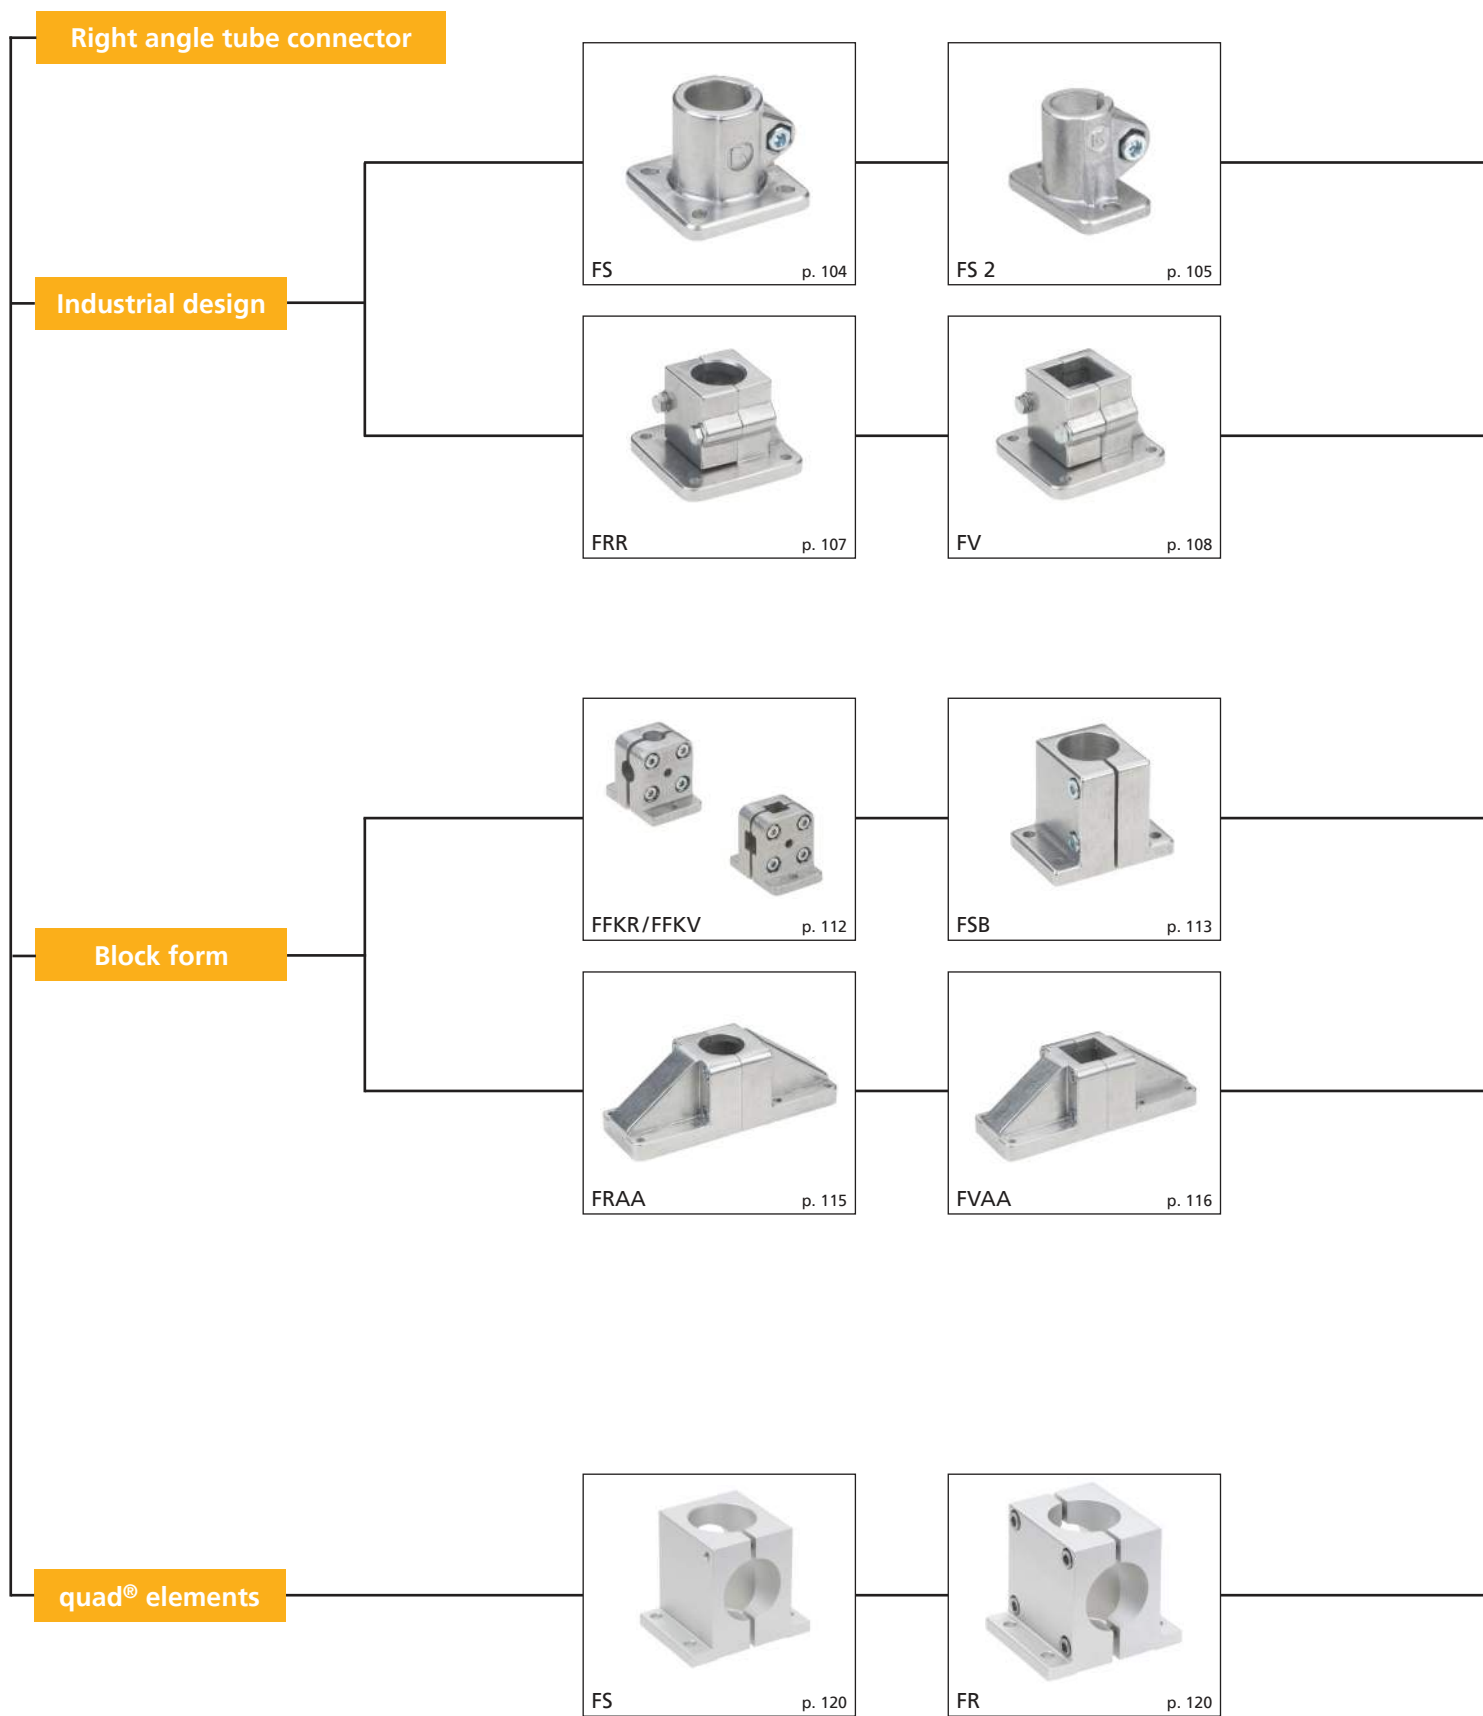 Right angle tube connector
FS p. 104
FS 2 p. 105
Industrial design
FRR p. 107
FV p. 108
FFKR/FFKV p. 112
FSB p. 113
Block form
FRAA p. 115
FVAA p. 116
quad® elements
FS p. 120
FR p. 120